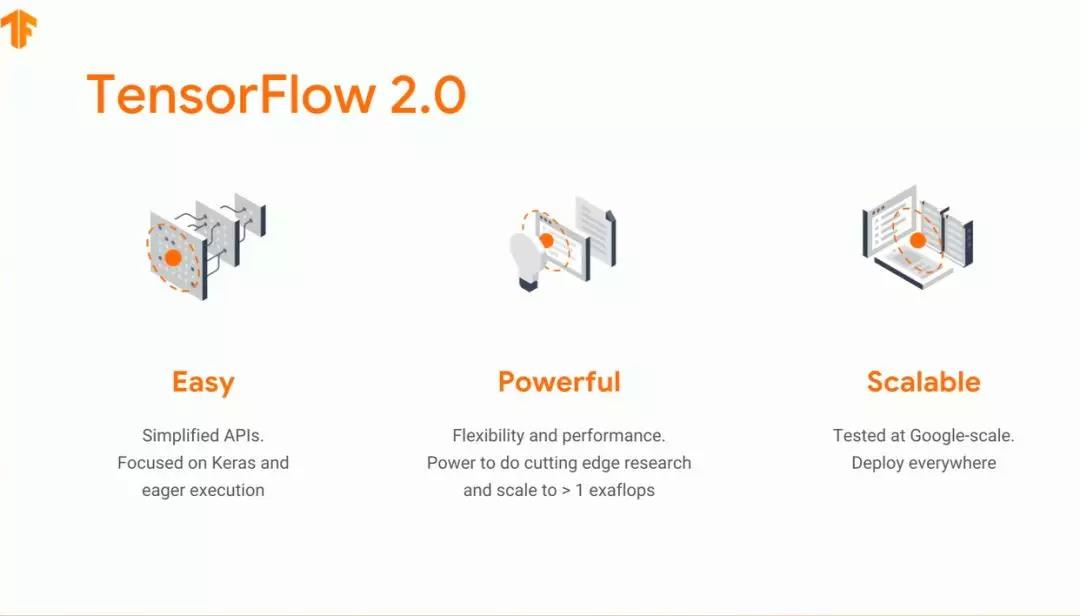 TensorFlow 2.0
Easy
Simplified APIs.
Focused on Keras and
eager execution
Powerful
Flexibility and performance.
Power to do cutting edge research
and scale to > 1 exaflops
Scalable
Tested at Google-scale.
Deploy everywhere